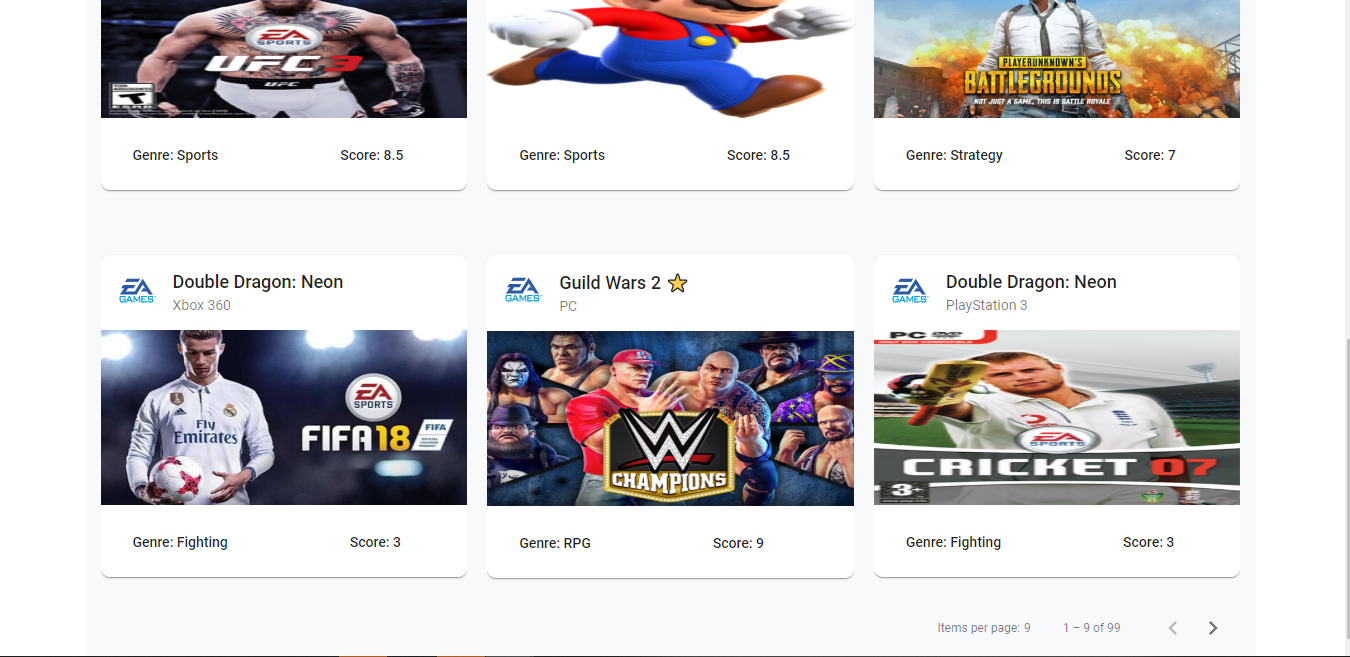 EA
SPORTS
UFC 3
UFC
T
ESRB
PLAYERUNKNOWN'S
BATTLEGROUNDS
NOT JUST A GAME, THIS IS BATTLE ROYALE
Genre: Sports Score: 8.5
Genre: Sports Score: 8.5
Genre: Strategy Score: 7
EA
GAMES
Double Dragon: Neon
Xbox 360
EA
SPORTS
FIFA 18
FIFA
Fly
Emirates
Genre: Fighting Score: 3
EA
GAMES
Guild Wars 2
PC
W
CHAMPIONS
Genre: RPG Score: 9
EA
GAMES
Double Dragon: Neon
PlayStation 3
PC DVD
EA
SPORTS
CRICKET 07
3+
Genre: Fighting Score: 3
Items per page: 9 1 – 9 of 99